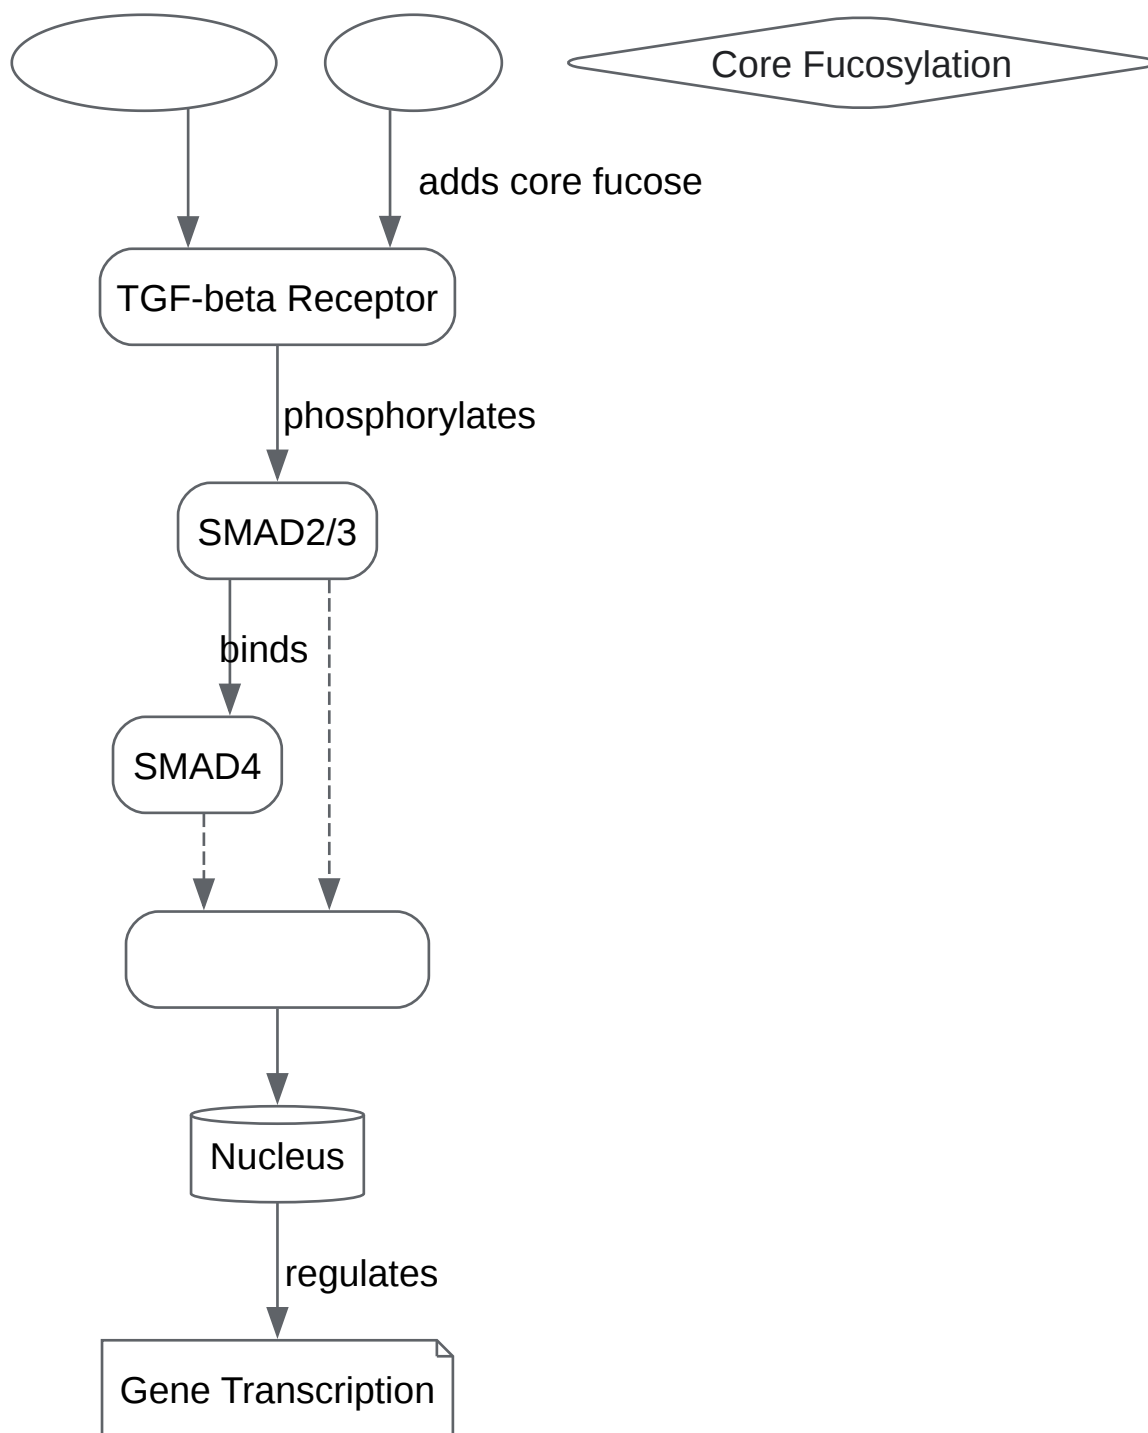 Core Fucosylation
adds core fucose
TGF-beta Receptor
phosphorylates
SMAD2/3
binds
SMAD4
Nucleus
regulates
Gene Transcription